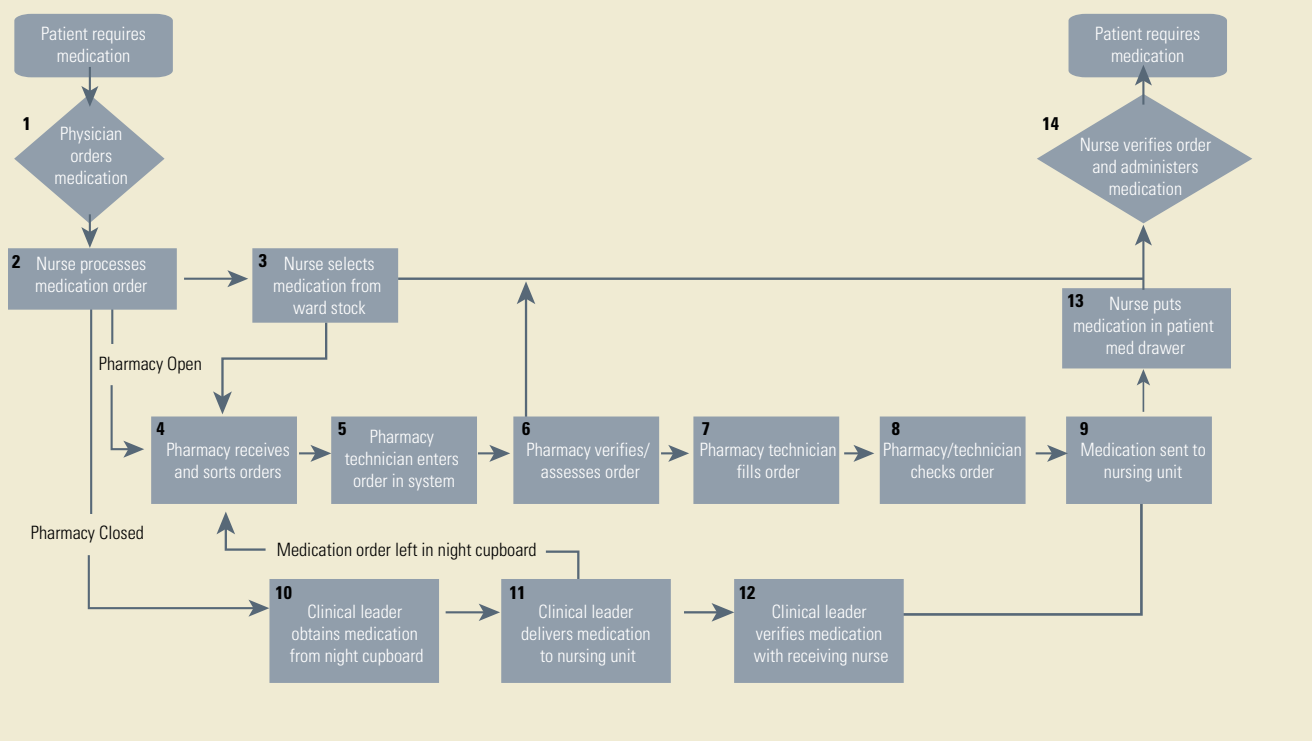 Patient requires
medication
1
Physician
orders
medication
2
Nurse processes
medication order
3
Nurse selects
medication from
ward stock
Patient requires
medication
14
Nurse verifies order
and administers
medication
13
Nurse puts
medication in patient
med drawer
Pharmacy Open
4
Pharmacy receives
and sorts orders
5
Pharmacy
technician enters
order in system
6
Pharmacy verifies/
assesses order
7
Pharmacy technician
fills order
8
Pharmacy/technician
checks order
9
Medication sent to
nursing unit
Pharmacy Closed
Medication order left in night cupboard
10
Clinical leader
obtains medication
from night cupboard
11
Clinical leader
delivers medication
to nursing unit
12
Clinical leader
verifies medication
with receiving nurse